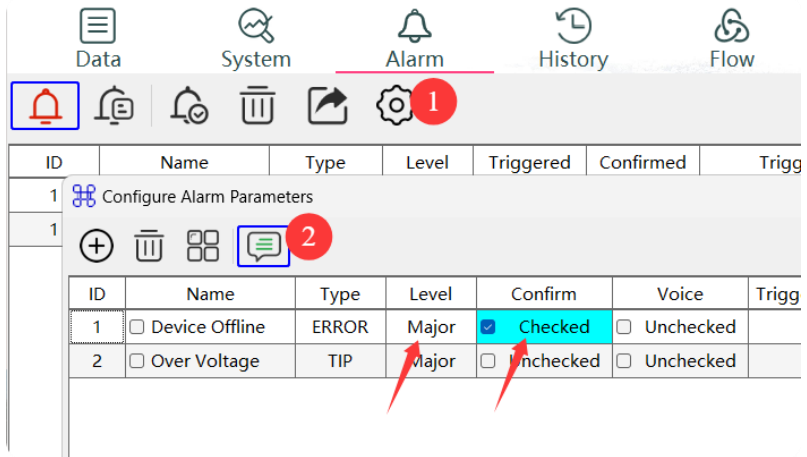 Data System Alarm History Flow
1
ID Name Type Level Triggered Confirmed Trigg
1 Configure Alarm Parameters
1
2
ID Name Type Level Confirm Voice Trigg
1 Device Offline ERROR Major Checked Unchecked
2 Over Voltage TIP Major Unchecked Unchecked